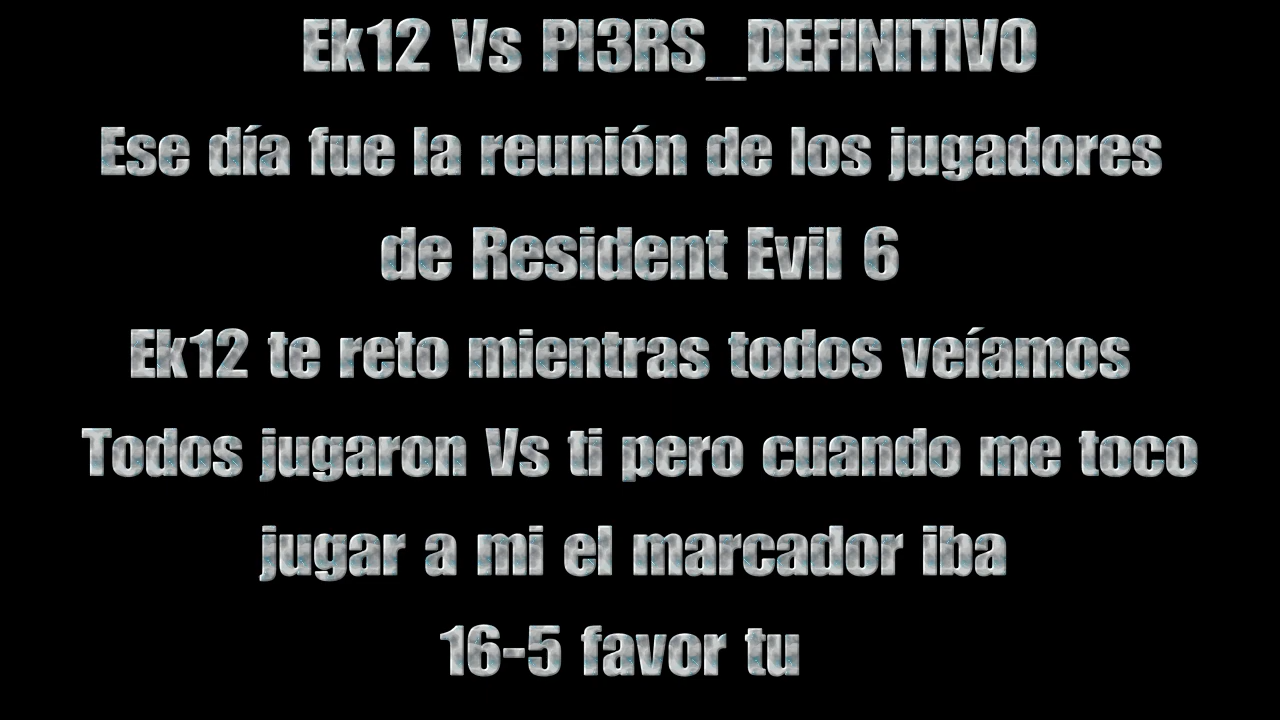 Ek12 Vs PI3RS_DEFINITIVO
Ese día fue la reunión de los jugadores
de Resident Evil 6
Ek12 te reto mientras todos veíamos
Todos jugaron Vs ti pero cuando me toco
jugar a mi el marcador iba
16-5 favor tu